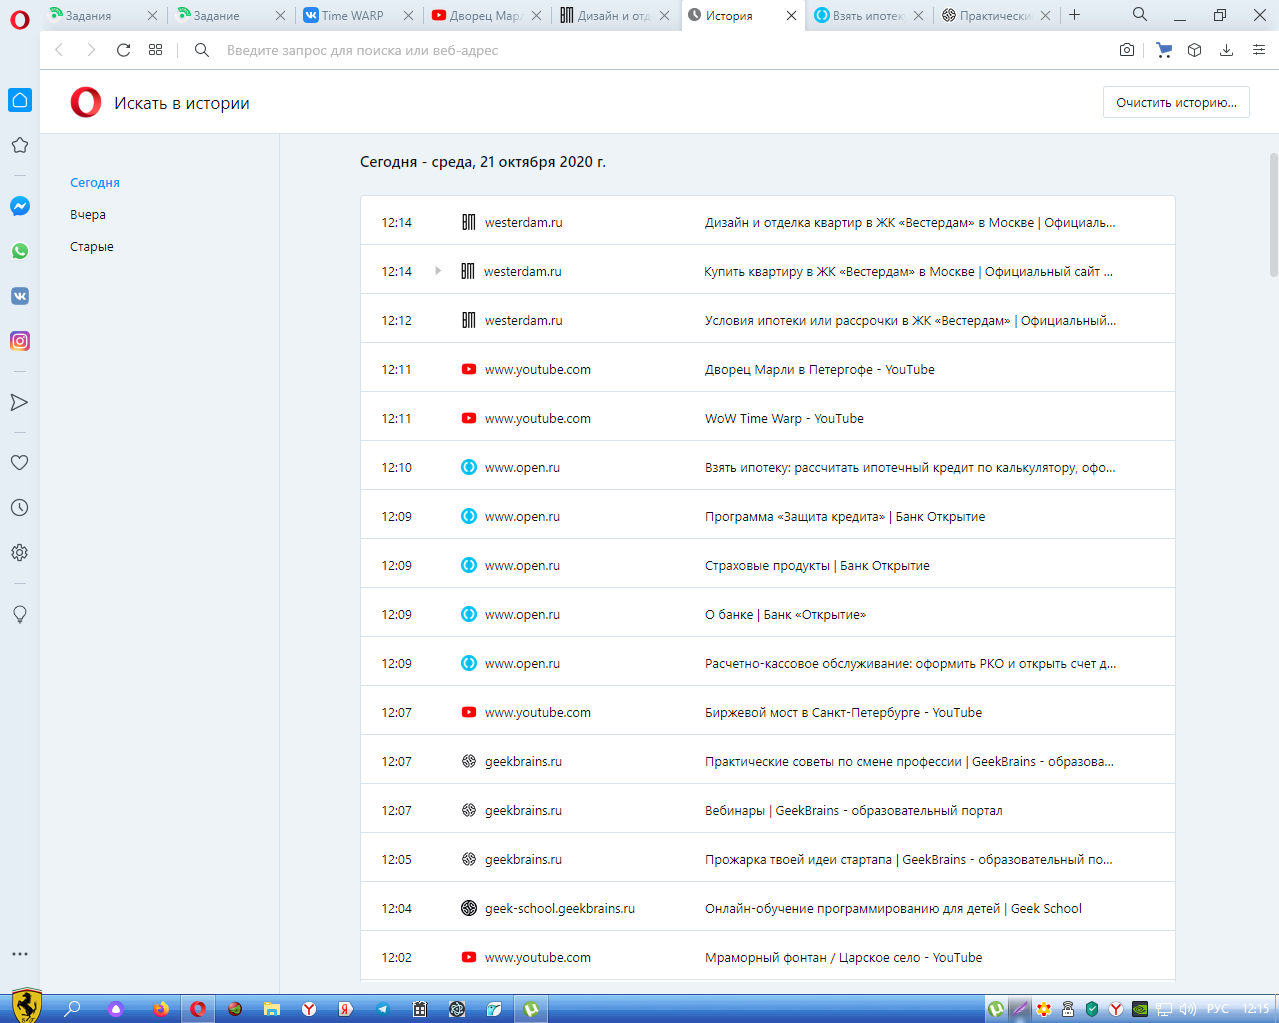 Задания
Задание
Time WARP
Дворец Марл
Дизайн и отд
История
Взять ипотек
Практически
Введите запрос для поиска или веб-адрес
Искать в истории
Очистить историю...
Сегодня
Вчера
Старые
Сегодня - среда, 21 октября 2020 г.
12:14 westerdam.ru Дизайн и отделка квартир в ЖК «Вестердам» в Москве | Официаль...
12:14 westerdam.ru Купить квартиру в ЖК «Вестердам» в Москве | Официальный сайт ...
12:12 westerdam.ru Условия ипотеки или рассрочки в ЖК «Вестердам» | Официальный...
12:11 www.youtube.com Дворец Марли в Петергофе - YouTube
12:11 www.youtube.com WoW Time Warp - YouTube
12:10 www.open.ru Взять ипотеку: рассчитать ипотечный кредит по калькулятору, офо...
12:09 www.open.ru Программа «Защита кредита» | Банк Открытие
12:09 www.open.ru Страховые продукты | Банк Открытие
12:09 www.open.ru О банке | Банк «Открытие»
12:09 www.open.ru Расчетно-кассовое обслуживание: оформить РКО и открыть счет д...
12:07 www.youtube.com Биржевой мост в Санкт-Петербурге - YouTube
12:07 geekbrains.ru Практические советы по смене профессии | GeekBrains - образова...
12:07 geekbrains.ru Вебинары | GeekBrains - образовательный портал
12:05 geekbrains.ru Прожарка твоей идеи стартапа | GeekBrains - образовательный по...
12:04 geek-school.geekbrains.ru Онлайн-обучение программированию для детей | Geek School
12:02 www.youtube.com Мраморный фонтан / Царское село - YouTube
РУС 12:15